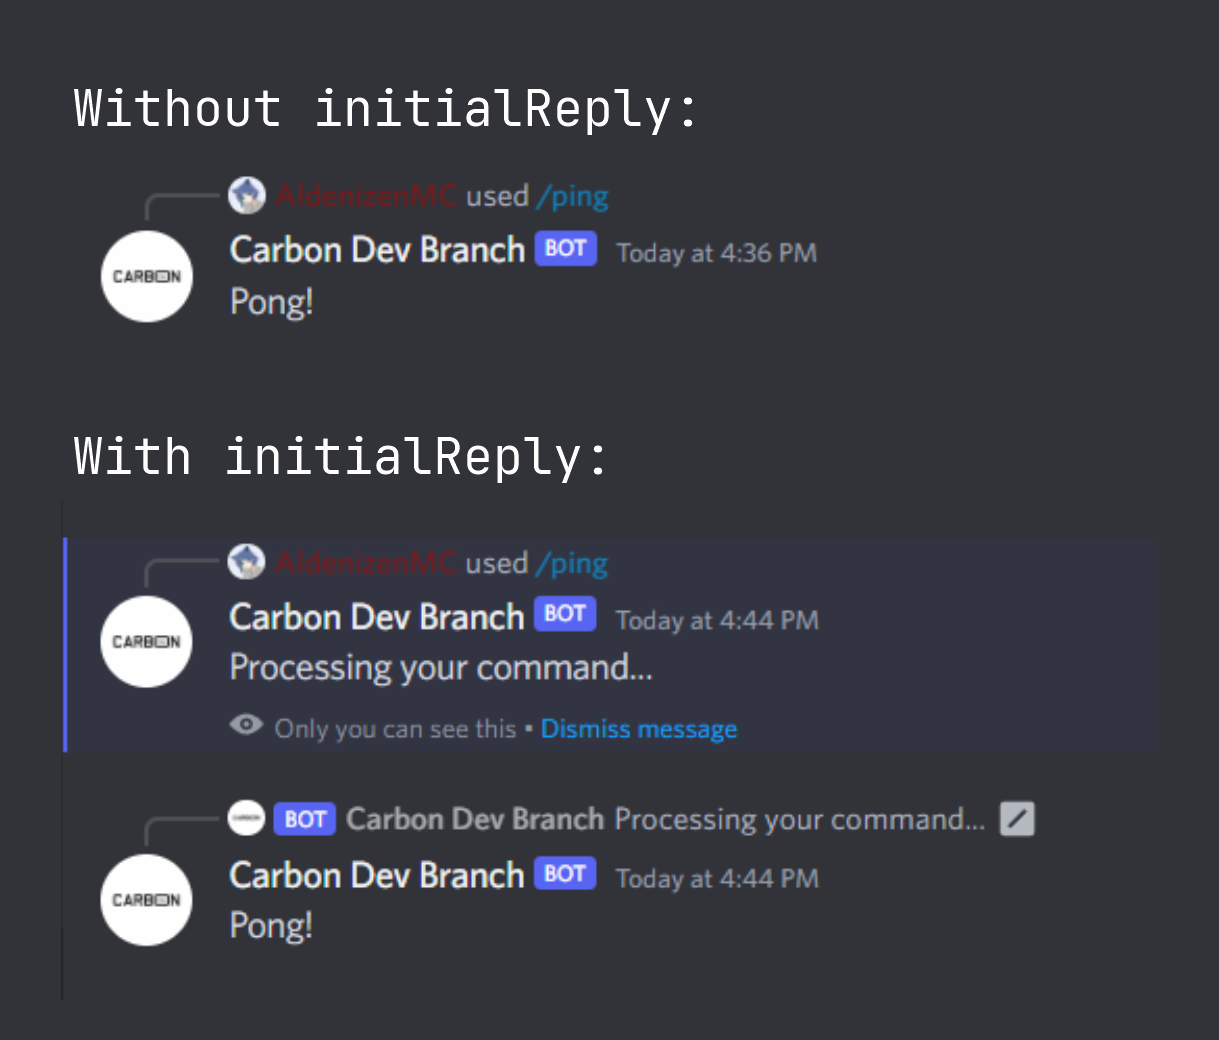 Without initialReply:
AldenizenMC used /ping
CARBON
Carbon Dev Branch BOT Today at 4:36 PM
Pong!
With initialReply:
AldenizenMC used /ping
CARBON
Carbon Dev Branch BOT Today at 4:44 PM
Processing your command...
Only you can see this • Dismiss message
BOT Carbon Dev Branch Processing your command...
CARBON
Carbon Dev Branch BOT Today at 4:44 PM
Pong!